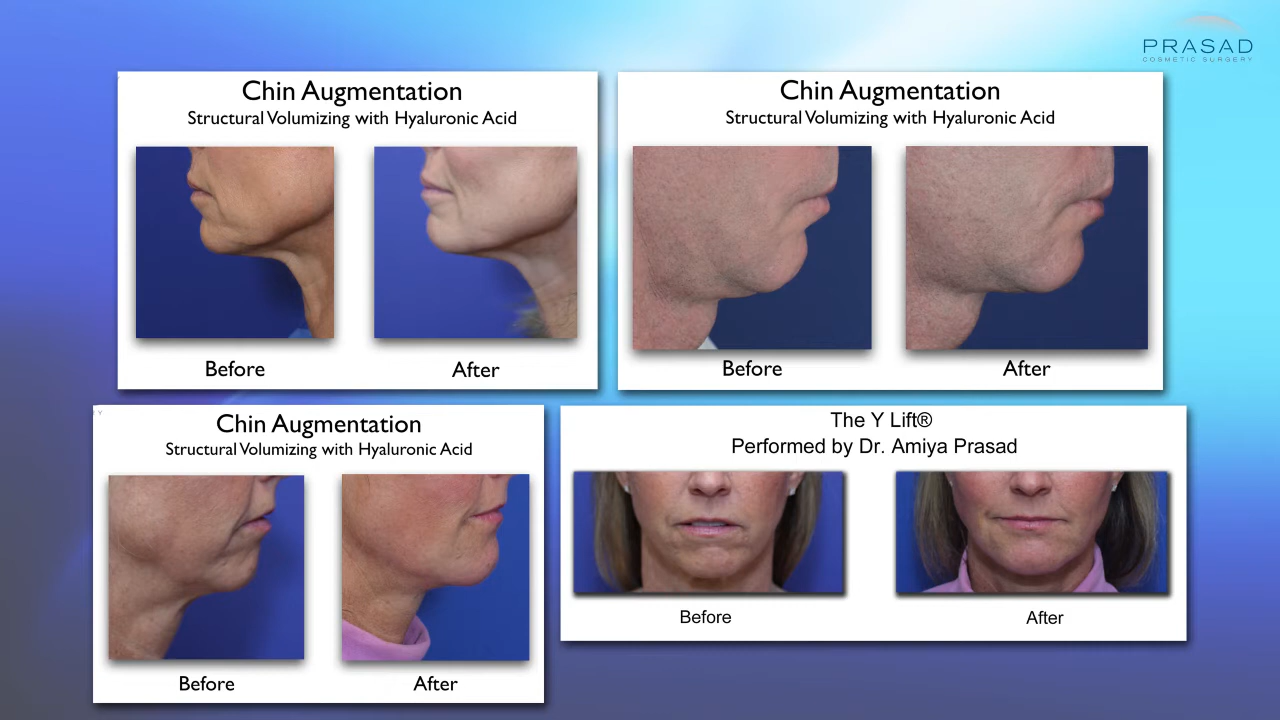 PRASAD
COSMETIC SURGERY
Chin Augmentation
Structural Volumizing with Hyaluronic Acid
Before
After
Chin Augmentation
Structural Volumizing with Hyaluronic Acid
Before
After
Chin Augmentation
Structural Volumizing with Hyaluronic Acid
Before
After
The Y Lift®
Performed by Dr. Amiya Prasad
Before
After